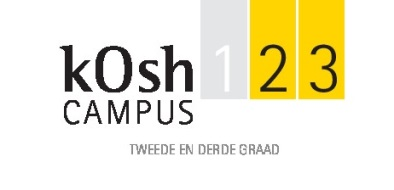 kOsh 1 2 3
CAMPUS
TWEEDE EN DERDE GRAAD